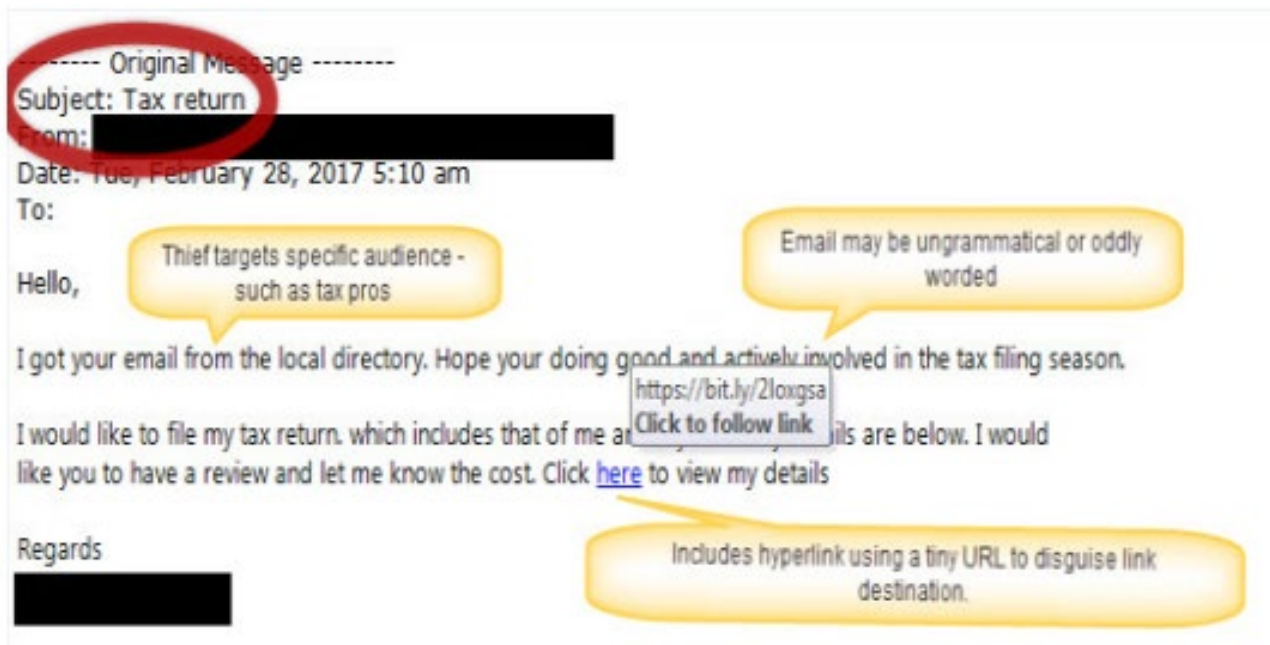 -------- Original Message --------
Subject: Tax return
From:
Date: Tue, February 28, 2017 5:10 am
To:
Thief targets specific audience -
such as tax pros
Email may be ungrammatical or oddly
worded
Hello,
I got your email from the local directory. Hope your doing good and actively involved in the tax filing season.
https://bit.ly/2loxgsa
Click to follow link
I would like to file my tax return. which includes that of me are below. I would
like you to have a review and let me know the cost. Click here to view my details
Includes hyperlink using a tiny URL to disguise link
destination.
Regards